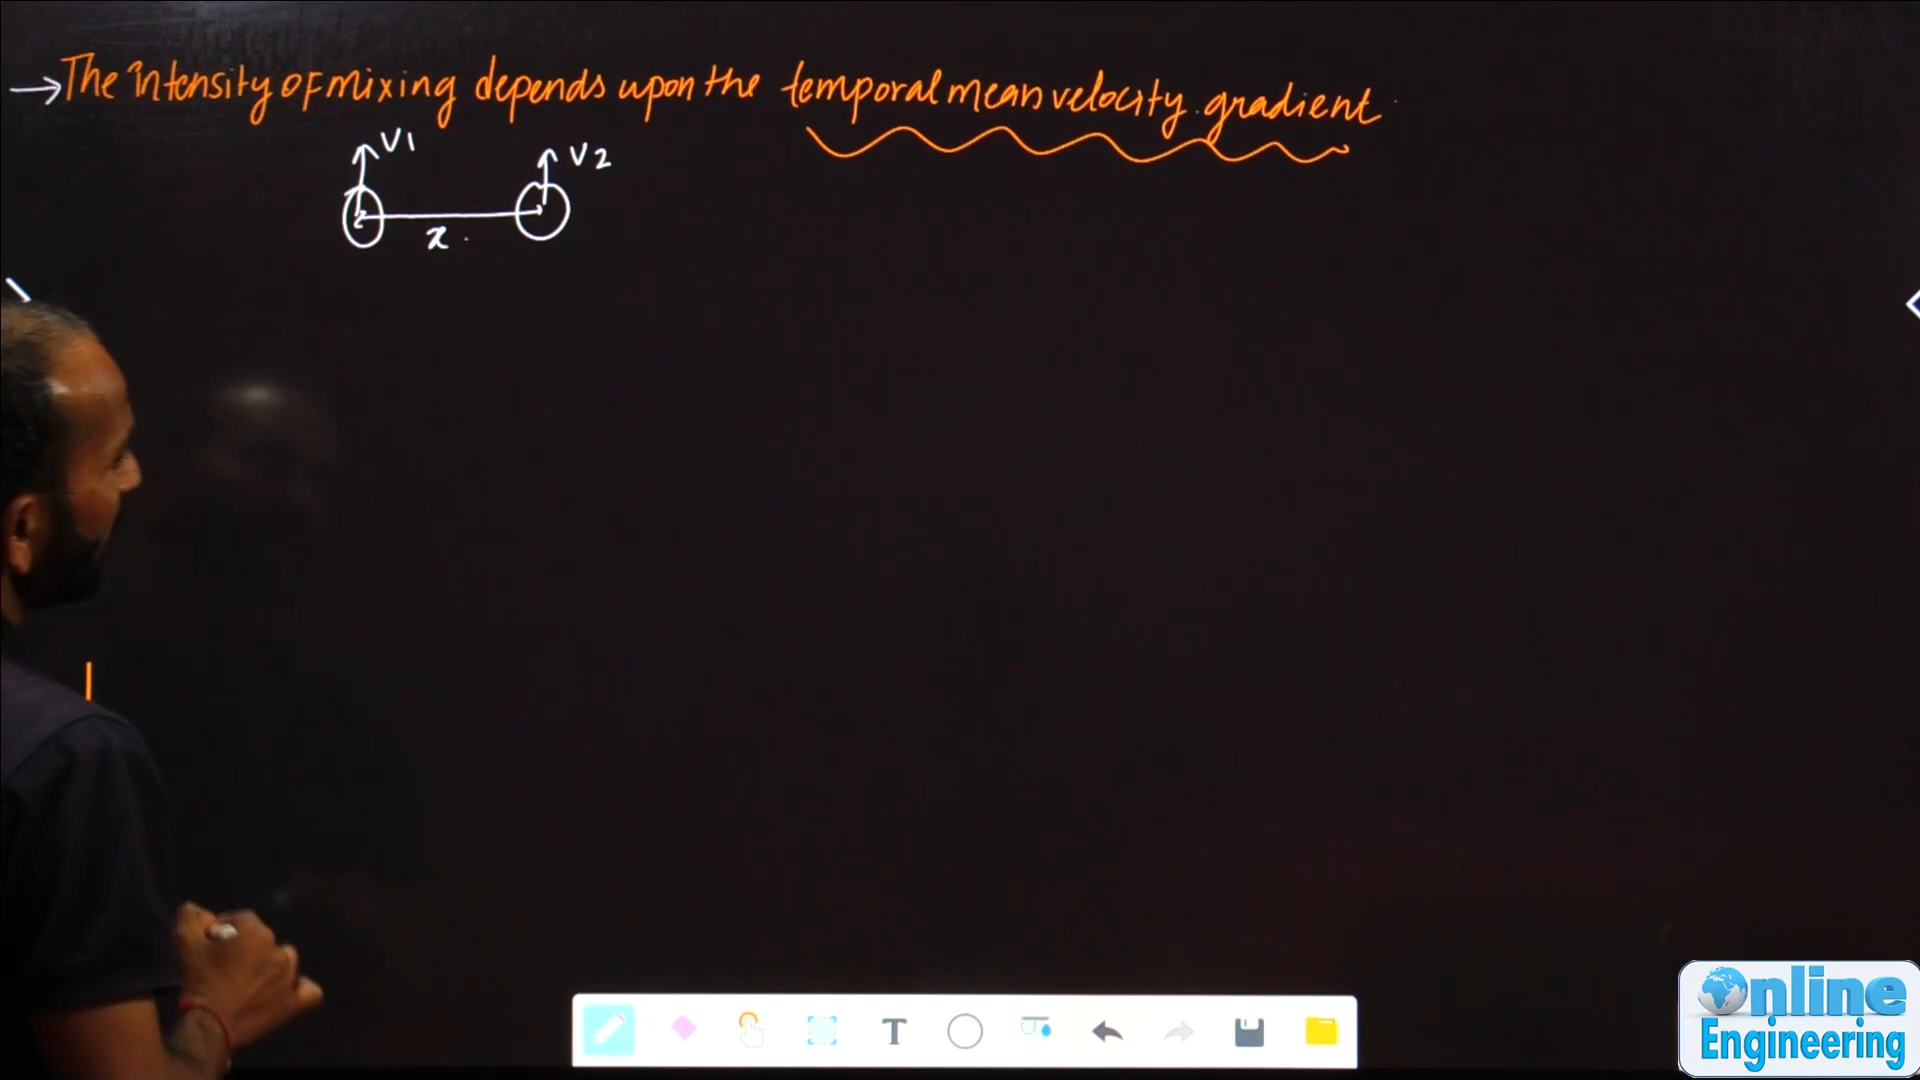 →The intensity of mixing depends upon the temporal mean velocity gradient.
V1
V2
x
T
Online
Engineering